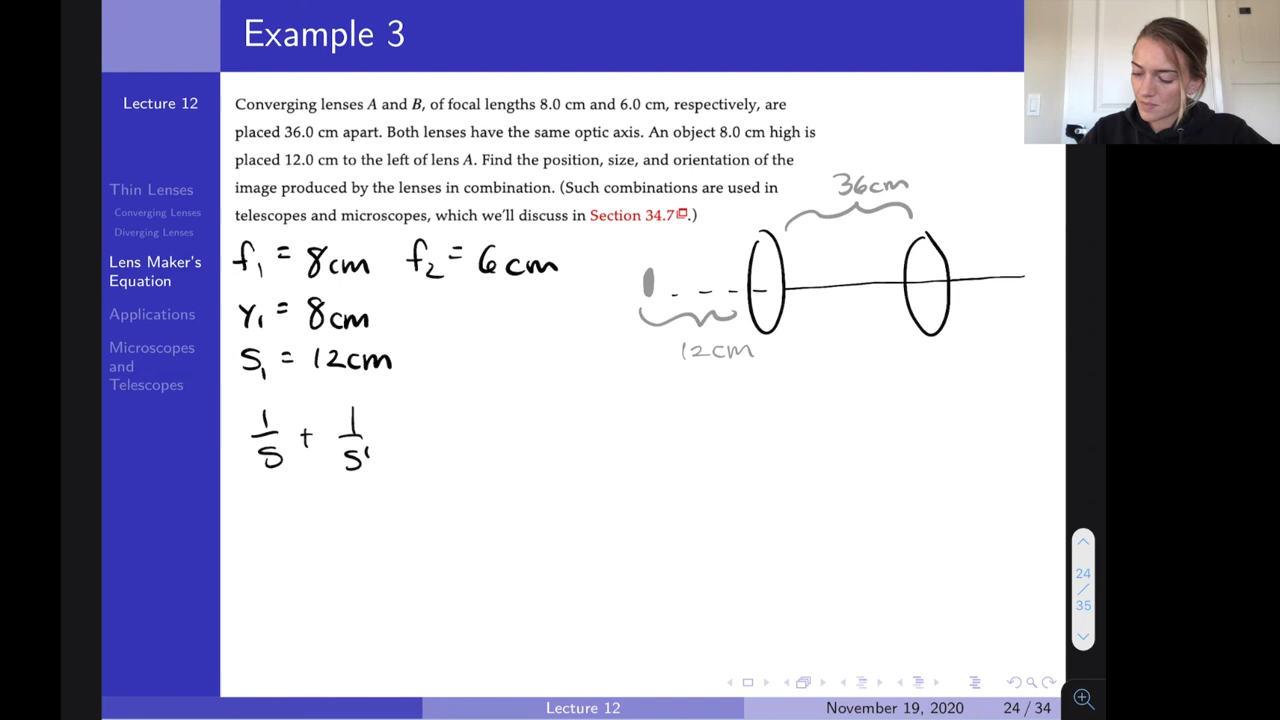 Example 3
Lecture 12
Thin Lenses
Converging Lenses
Diverging Lenses
Lens Maker's
Equation
Applications
Microscopes
and
Telescopes
Converging lenses A and B, of focal lengths 8.0 cm and 6.0 cm, respectively, are
placed 36.0 cm apart. Both lenses have the same optic axis. An object 8.0 cm high is
placed 12.0 cm to the left of lens A. Find the position, size, and orientation of the
image produced by the lenses in combination. (Such combinations are used in
telescopes and microscopes, which we'll discuss in Section 34.7.)
36cm
f₁ = 8cm f₂ = 6cm
Y₁ = 8cm
S₁ = 12cm
12cm
1/S + 1/S'
24
/
35
Lecture 12
November 19, 2020
24 / 34